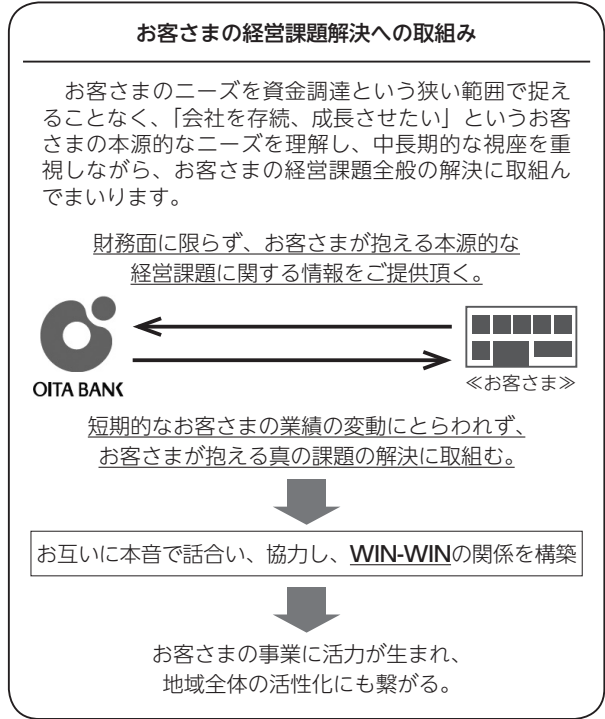 お客さまの経営課題解決への取組み
お客さまのニーズを資金調達という狭い範囲で捉え
ることなく、「会社を存続、成長させたい」というお客
さまの本源的なニーズを理解し、中長期的な視座を重
視しながら、お客さまの経営課題全般の解決に取組ん
でまいります。
財務面に限らず、お客さまが抱える本源的な
経営課題に関する情報をご提供頂く。
OITA BANK
≪お客さま≫
短期的なお客さまの業績の変動にとらわれず、
お客さまが抱える真の課題の解決に取組む。
お互いに本音で話合い、協力し、WIN-WINの関係を構築
お客さまの事業に活力が生まれ、
地域全体の活性化にも繋がる。